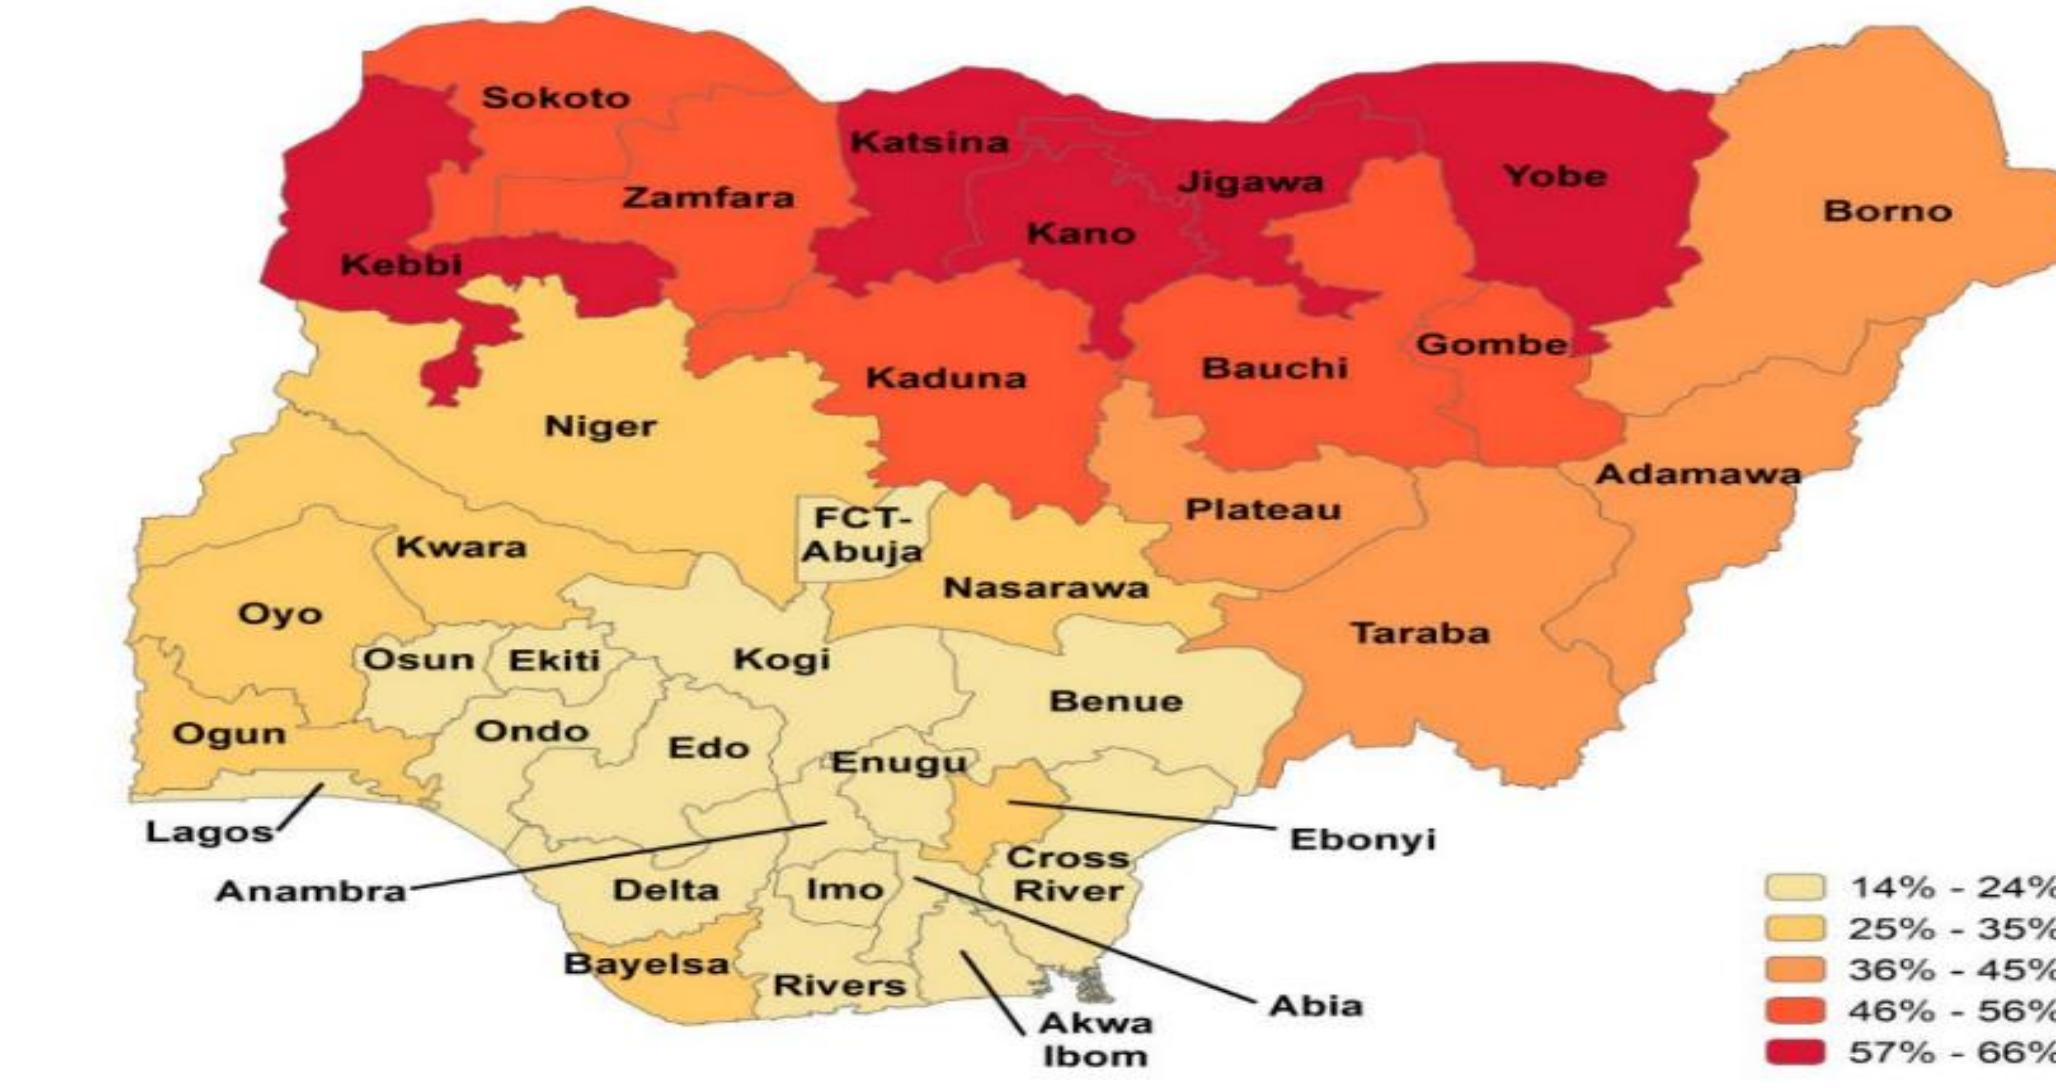 Sokoto
Katsina
Jigawa
Yobe
Zamfara
Borno
Kano
Kebbi
Gombe
Kaduna
Bauchi
Niger
Adamawa
Plateau
FCT-
Abuja
Kwara
Nasarawa
Oyo
Taraba
Osun
Ekiti
Kogi
Benue
Ogun
Ondo
Edo
Enugu
Lagos
Ebonyi
Cross
River
Anambra
Delta
Imo
Bayelsa
Rivers
Abia
Akwa
Ibom
14% - 24%
25% - 35%
36% - 45%
46% - 56%
57% - 66%